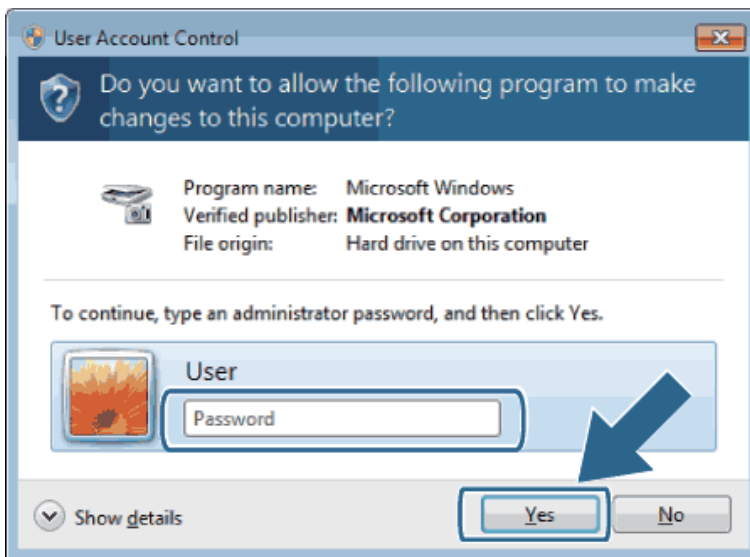 User Account Control
Do you want to allow the following program to make
changes to this computer?
Program name: Microsoft Windows
Verified publisher: Microsoft Corporation
File origin: Hard drive on this computer
To continue, type an administrator password, and then click Yes.
User
Password
Show details
Yes
No